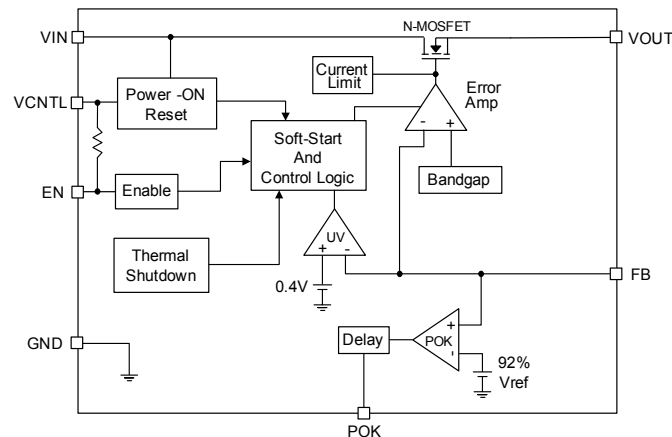 N-MOSFET
VIN
VOUT
Current
Limit
Error
Amp
VCNTL
Power -ON
Reset
- +
Soft-Start
And
Control Logic
Bandgap
EN
Enable
UV
+ -
Thermal
Shutdown
0.4V
FB
GND
Delay
+
POK
-
92%
Vref
POK